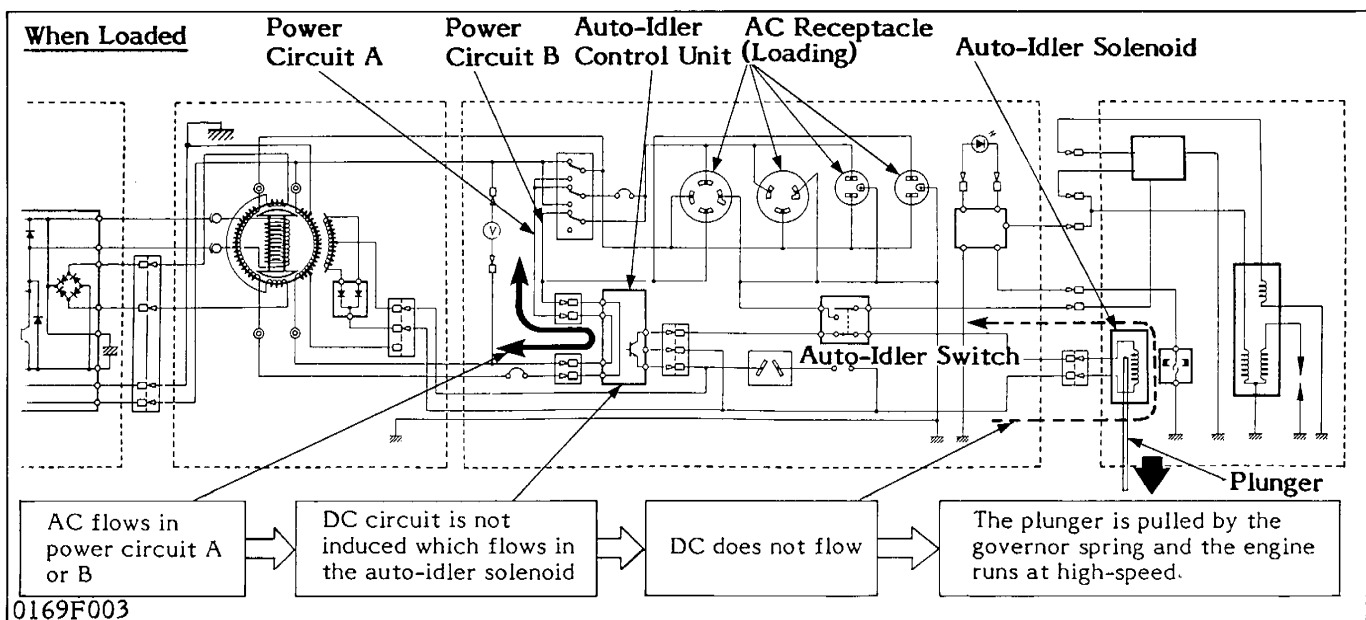 When Loaded
Power
Circuit A
Power
Circuit B
Auto-Idler
Control Unit
AC Receptacle
(Loading)
Auto-Idler Solenoid
V
Auto-Idler Switch
Plunger
AC flows in
power circuit A
or B
DC circuit is not
induced which flows in
the auto-idler solenoid
DC does not flow
The plunger is pulled by the
governor spring and the engine
runs at high-speed.
0169F003